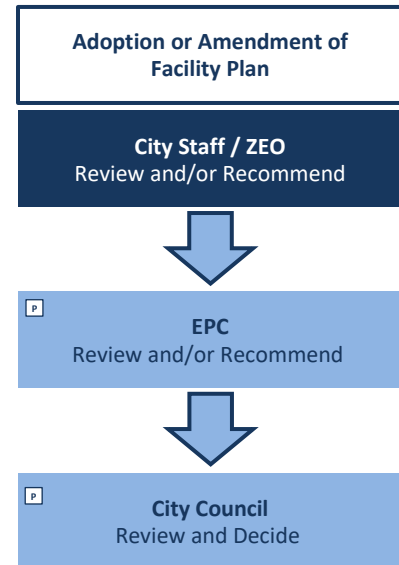 Adoption or Amendment of
Facility Plan
City Staff / ZEO
Review and/or Recommend
P
EPC
Review and/or Recommend
P
City Council
Review and Decide